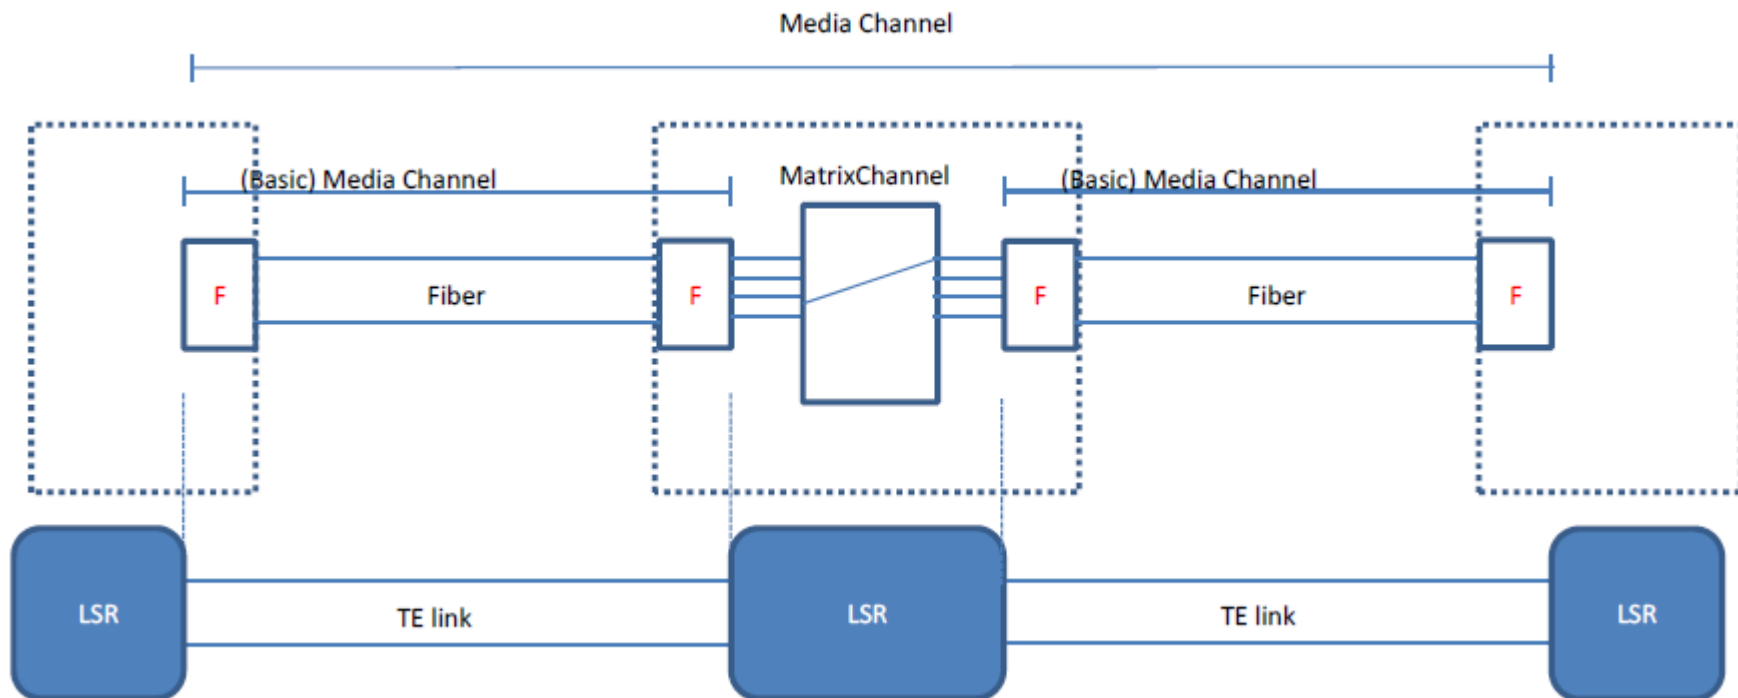 Media Channel
(Basic) Media Channel
MatrixChannel
(Basic) Media Channel
F
Fiber
F
F
Fiber
F
LSR
TE link
LSR
TE link
LSR